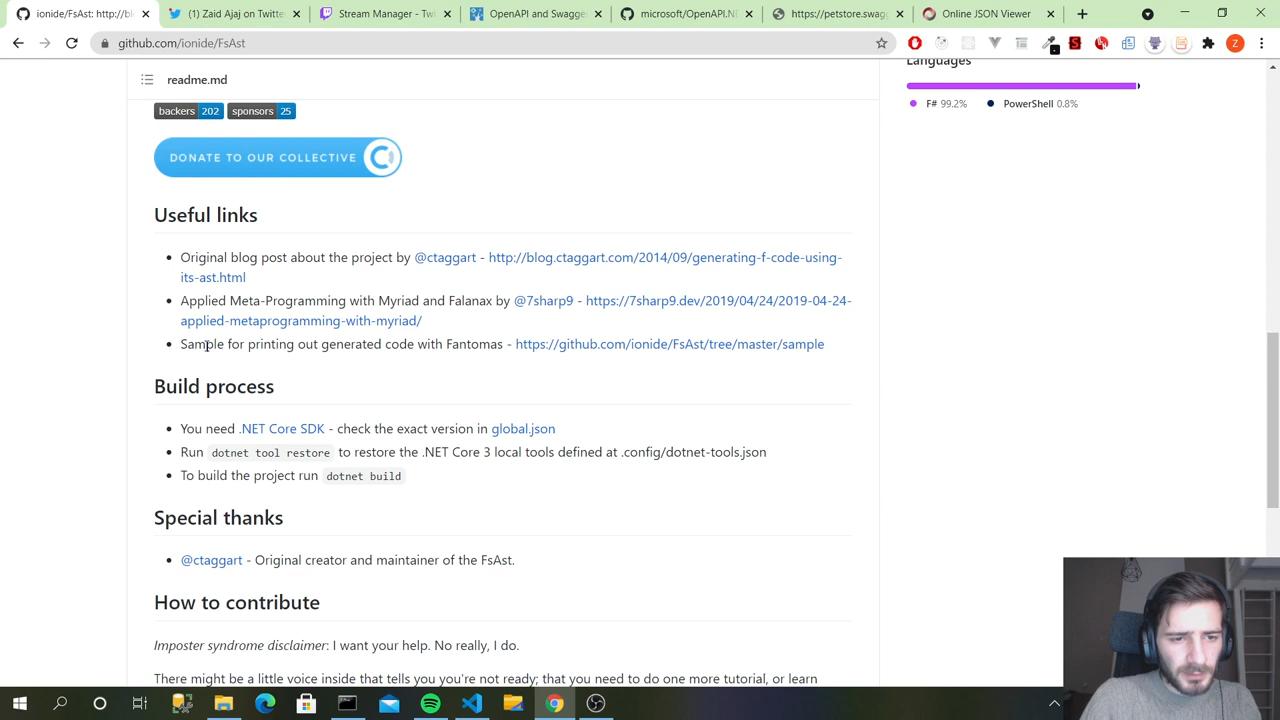 ionide/FsAst: http://bl
(1) Zaid Ajaj on Twitter
Stream Manager - Twi
OpenAPI and Swagge
microsoft/OpenAPI.NE
https://petstore.swagg
Online JSON Viewer
github.com/ionide/FsAst
Z
readme.md
Languages
F# 99.2%
PowerShell 0.8%
backers 202
sponsors 25
DONATE TO OUR COLLECTIVE
Useful links
Original blog post about the project by @ctaggart - http://blog.ctaggart.com/2014/09/generating-f-code-using-
its-ast.html
Applied Meta-Programming with Myriad and Falanax by @7sharp9 - https://7sharp9.dev/2019/04/24/2019-04-24-
applied-metaprogramming-with-myriad/
Sample for printing out generated code with Fantomas - https://github.com/ionide/FsAst/tree/master/sample
Build process
You need .NET Core SDK - check the exact version in global.json
Run dotnet tool restore to restore the .NET Core 3 local tools defined at .config/dotnet-tools.json
To build the project run dotnet build
Special thanks
@ctaggart - Original creator and maintainer of the FsAst.
How to contribute
Imposter syndrome disclaimer: I want your help. No really, I do.
There might be a little voice inside that tells you you're not ready; that you need to do one more tutorial, or learn